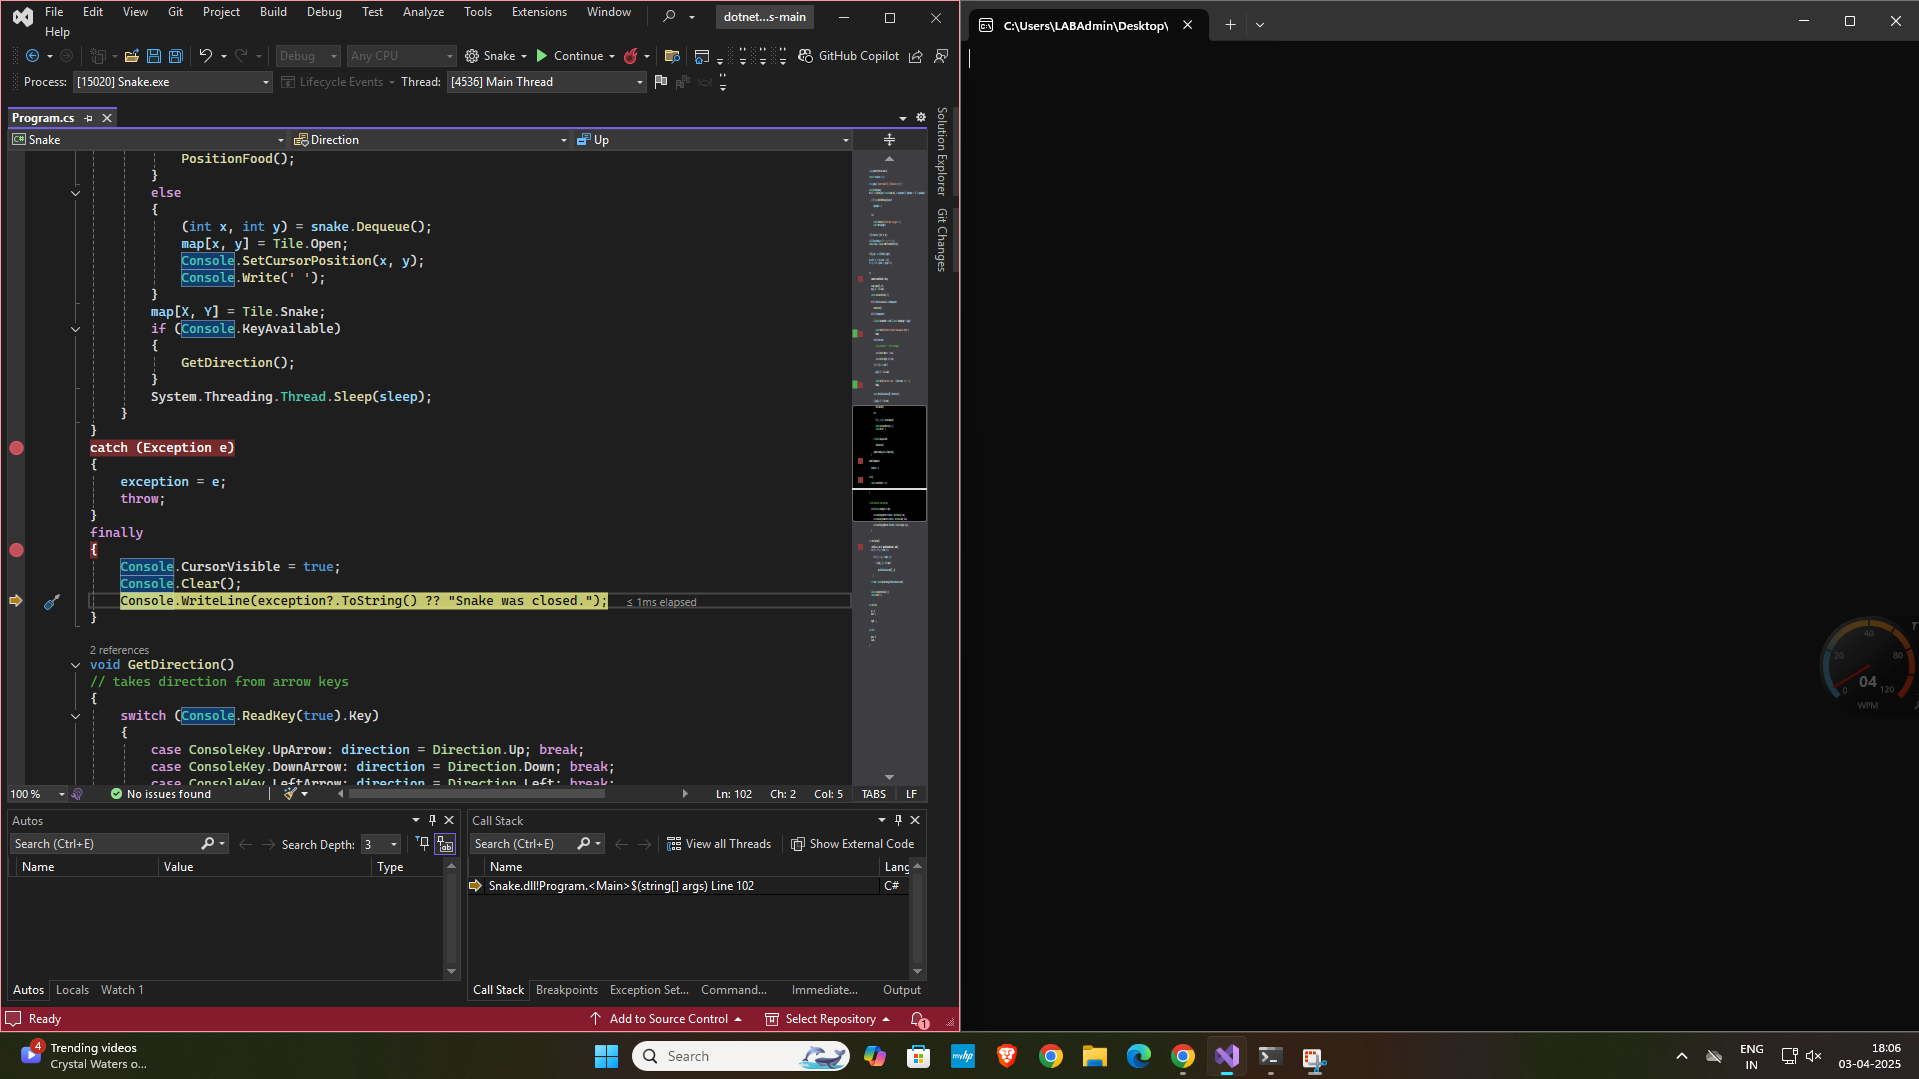 File Edit View Git Project Build Debug Test Analyze Tools Extensions Window
Help
dotnet...s-main
Debug Any CPU Snake Continue GitHub Copilot
Process: [15020] Snake.exe Lifecycle Events Thread: [4536] Main Thread
Program.cs
Snake Direction Up
PositionFood();
}
else
{
(int x, int y) = snake.Dequeue();
map[x, y] = Tile.Open;
Console.SetCursorPosition(x, y);
Console.Write(' ');
}
map[X, Y] = Tile.Snake;
if (Console.KeyAvailable)
{
GetDirection();
}
System.Threading.Thread.Sleep(sleep);
}
}
catch (Exception e)
{
exception = e;
throw;
}
finally
{
Console.CursorVisible = true;
Console.Clear();
Console.WriteLine(exception?.ToString() ?? "Snake was closed."); ≤ 1ms elapsed
}
2 references
void GetDirection()
// takes direction from arrow keys
{
switch (Console.ReadKey(true).Key)
{
case ConsoleKey.UpArrow: direction = Direction.Up; break;
case ConsoleKey.DownArrow: direction = Direction.Down; break;
case ConsoleKey.LeftArrow: direction = Direction.Left; break;
100 % No issues found Ln: 102 Ch: 2 Col: 5 TABS LF
Solution Explorer
Git Changes
Autos
Search (Ctrl+E) Search Depth: 3
Name Value Type
Autos Locals Watch 1
Call Stack
Search (Ctrl+E) View all Threads Show External Code
Name Lang
Snake.dll!Program.<Main>$(string[] args) Line 102 C#
Call Stack Breakpoints Exception Set... Command... Immediate... Output
Ready Add to Source Control Select Repository 1
C:\Users\LABAdmin\Desktop\
0 20 40 80 120
04
WPM
4 Trending videos
Crystal Waters o...
Search
myhp
ENG
IN
18:06
03-04-2025